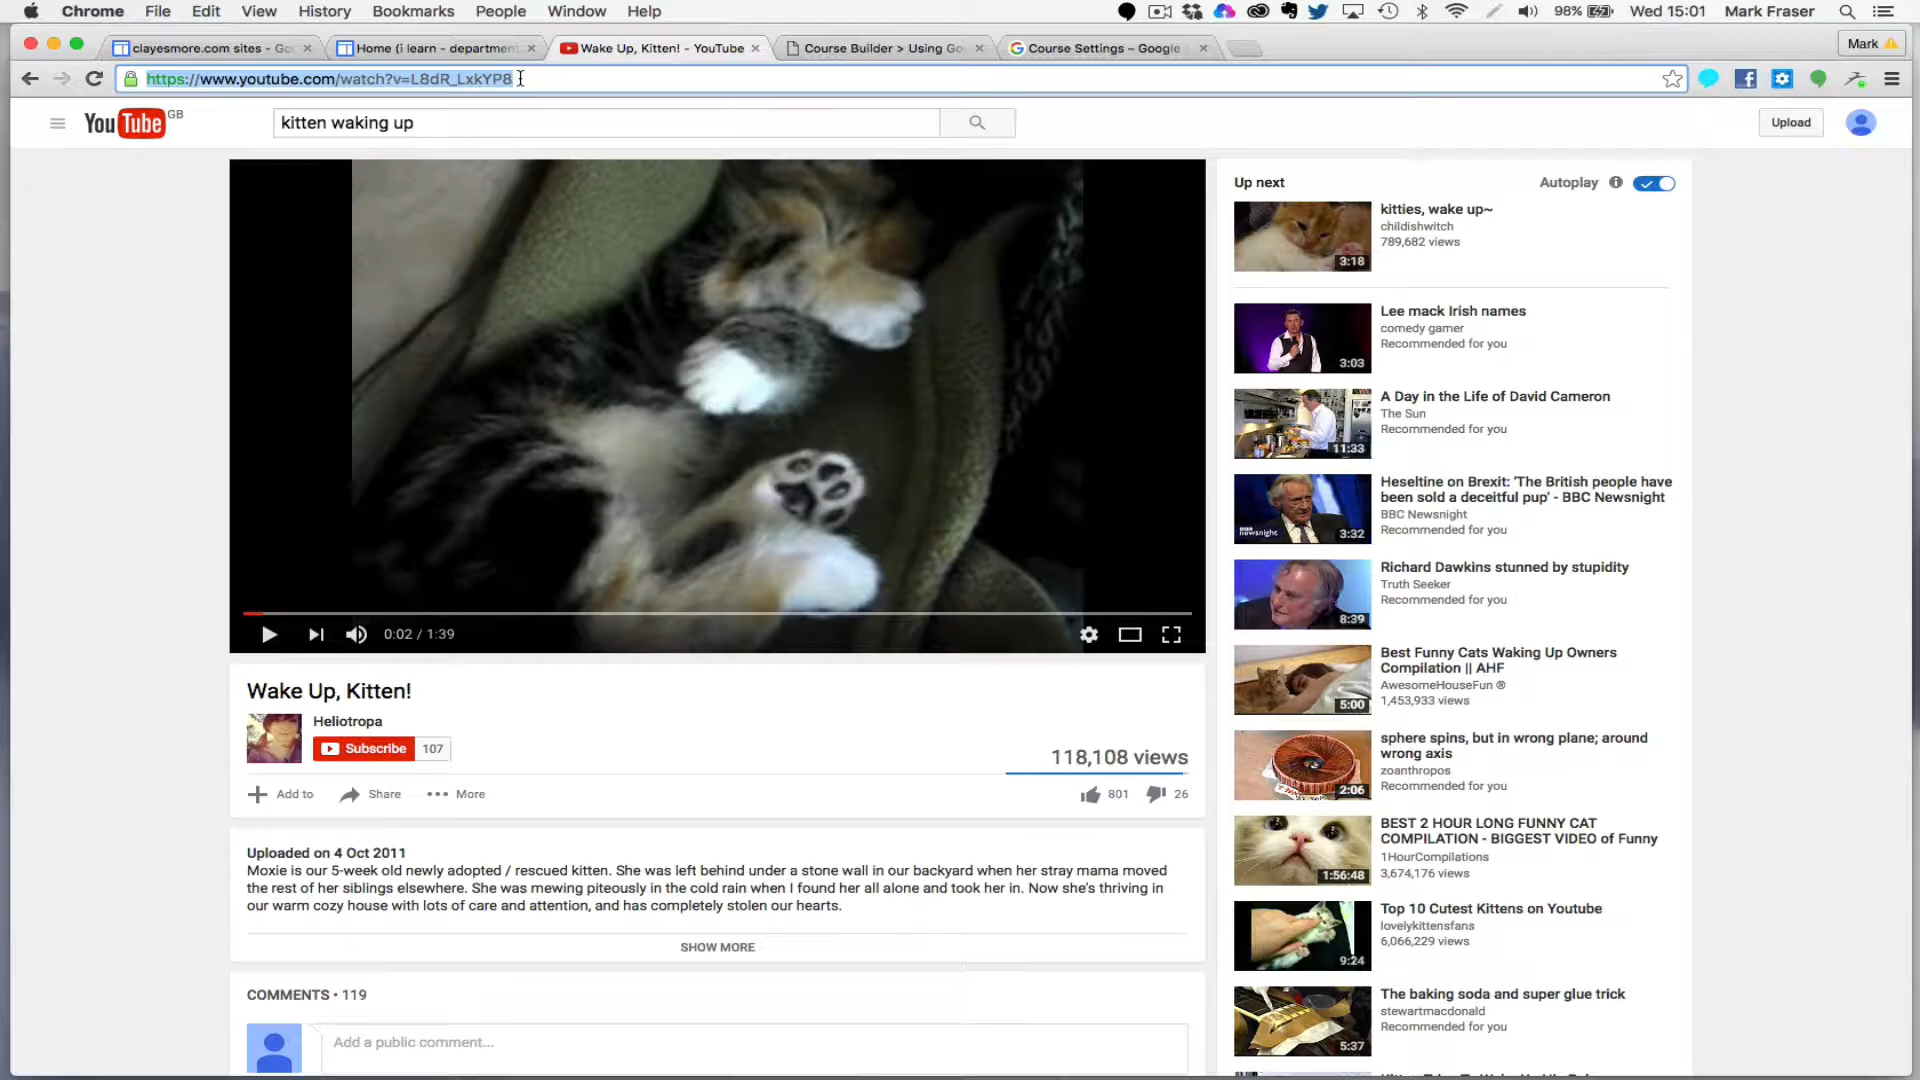 Chrome File Edit View History Bookmarks People Window Help
98% Wed 15:01 Mark Fraser
clayesmore.com sites - Go
Home (i learn - department
Wake Up, Kitten! - YouTube
Course Builder > Using Go
Course Settings – Google
Mark
https://www.youtube.com/watch?v=L8dR_LxkYP8
YouTube GB
kitten waking up
Upload
0:02 / 1:39
Wake Up, Kitten!
Heliotropa
Subscribe 107
118,108 views
Add to Share More
801 26
Uploaded on 4 Oct 2011
Moxie is our 5-week old newly adopted / rescued kitten. She was left behind under a stone wall in our backyard when her stray mama moved
the rest of her siblings elsewhere. She was mewing piteously in the cold rain when I found her all alone and took her in. Now she's thriving in
our warm cozy house with lots of care and attention, and has completely stolen our hearts.
SHOW MORE
COMMENTS • 119
Add a public comment...
Up next
Autoplay
kitties, wake up~
childishwitch
789,682 views
3:18
Lee mack Irish names
comedy gamer
Recommended for you
3:03
A Day in the Life of David Cameron
The Sun
Recommended for you
11:33
Heseltine on Brexit: 'The British people have
been sold a deceitful pup' - BBC Newsnight
BBC Newsnight
Recommended for you
newsnight
3:32
Richard Dawkins stunned by stupidity
Truth Seeker
Recommended for you
8:39
Best Funny Cats Waking Up Owners
Compilation || AHF
AwesomeHouseFun ®
1,453,933 views
5:00
sphere spins, but in wrong plane; around
wrong axis
zoanthropos
Recommended for you
2:06
BEST 2 HOUR LONG FUNNY CAT
COMPILATION - BIGGEST VIDEO of Funny
1HourCompilations
3,674,176 views
1:56:48
Top 10 Cutest Kittens on Youtube
lovelykittensfans
6,066,229 views
9:24
The baking soda and super glue trick
stewartmacdonald
Recommended for you
5:37